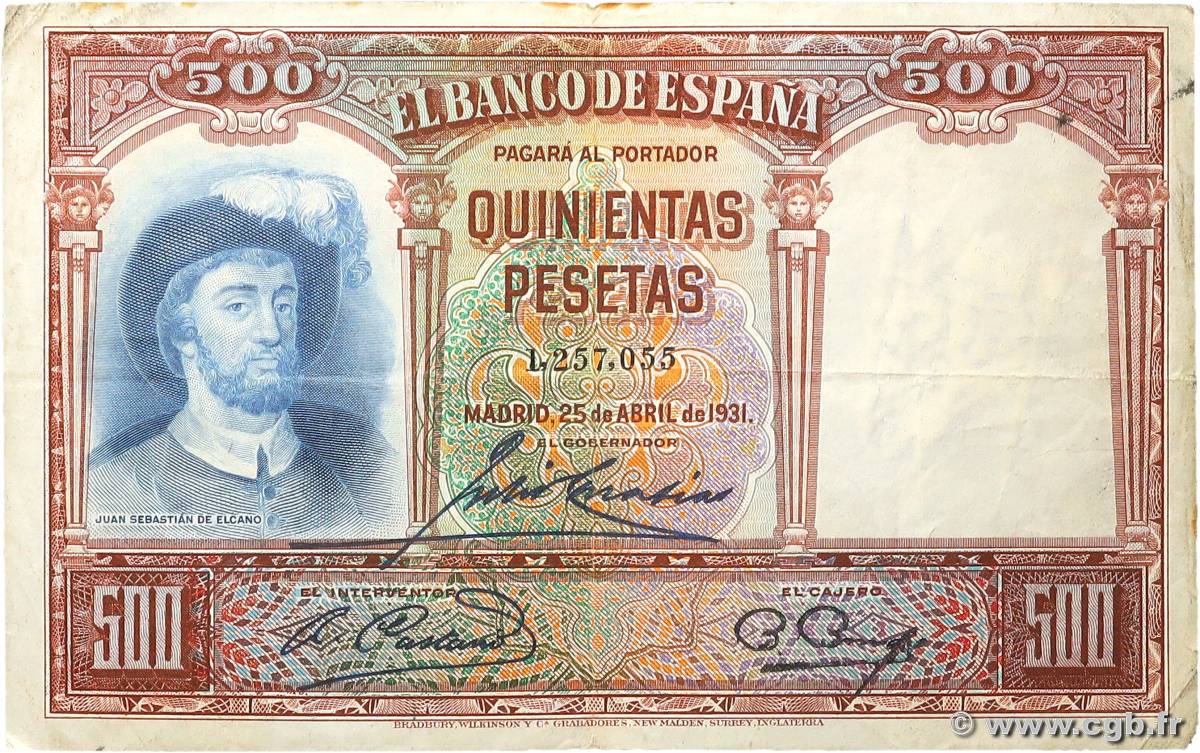 500
500
EL BANCO DE ESPAÑA
PAGARÁ AL PORTADOR
QUINIENTAS
PESETAS
1,257,055
MADRID, 25 de ABRIL de 1931.
EL GOBERNADOR
JUAN SEBASTIÁN DE ELCANO
500
EL INTERVENTOR
EL CAJERO
500
BRADBURY, WILKINSON Y Cª. GRABADORES, NEW MALDEN, SURREY, INGLATERRA
© www.cgb.fr